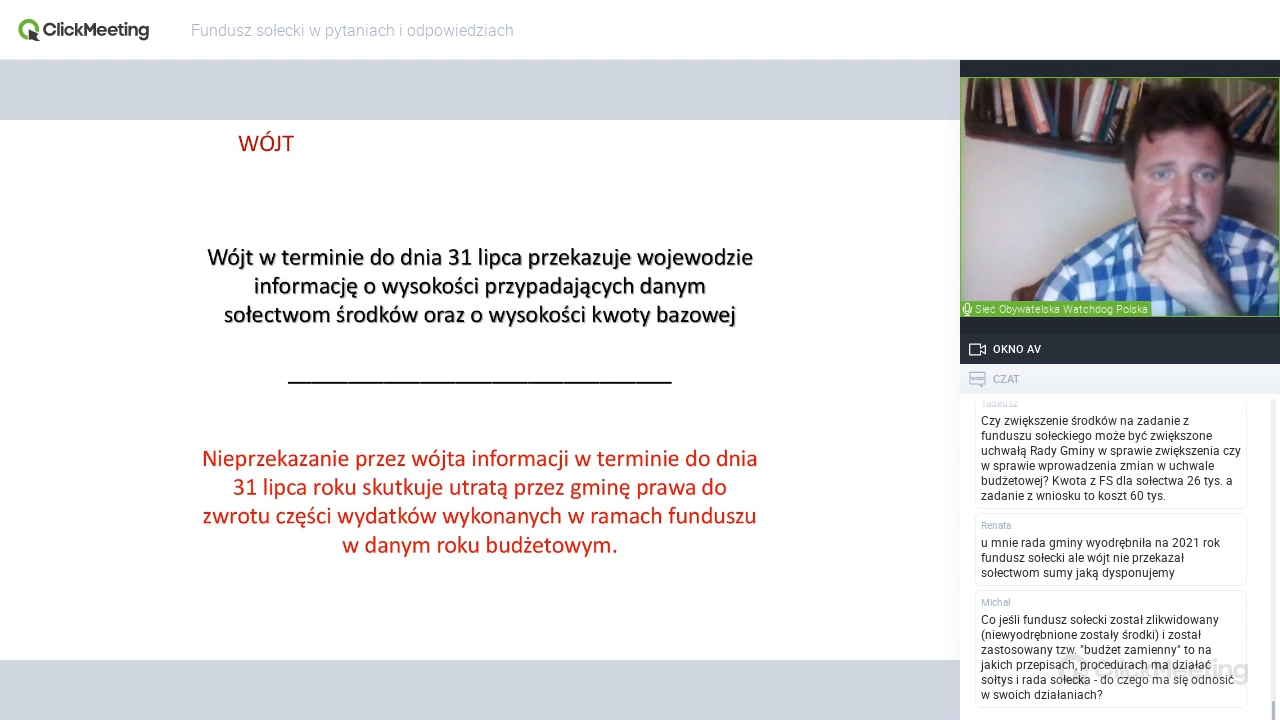 ClickMeeting
Fundusz sołecki w pytaniach i odpowiedziach
WÓJT
Wójt w terminie do dnia 31 lipca przekazuje wojewodzie
informację o wysokości przypadających danym
sołectwom środków oraz o wysokości kwoty bazowej
Nieprzekazanie przez wójta informacji w terminie do dnia
31 lipca roku skutkuje utratą przez gminę prawa do
zwrotu części wydatków wykonanych w ramach funduszu
w danym roku budżetowym.
Sieć Obywatelska Watchdog Polska
OKNO AV
CZAT
Tadeusz
Czy zwiększenie środków na zadanie z
funduszu sołeckiego może być zwiększone
uchwałą Rady Gminy w sprawie zwiększenia czy
w sprawie wprowadzenia zmian w uchwale
budżetowej? Kwota z FS dla sołectwa 26 tys. a
zadanie z wniosku to koszt 60 tys.
Renata
u mnie rada gminy wyodrębniła na 2021 rok
fundusz sołecki ale wójt nie przekazał
sołectwom sumy jaką dysponujemy
Michał
Co jeśli fundusz sołecki został zlikwidowany
(niewyodrębnione zostały środki) i został
zastosowany tzw. "budżet zamienny" to na
jakich przepisach, procedurach ma działać
sołtys i rada sołecka - do czego ma się odnosić
w swoich działaniach?
ClickMeeting